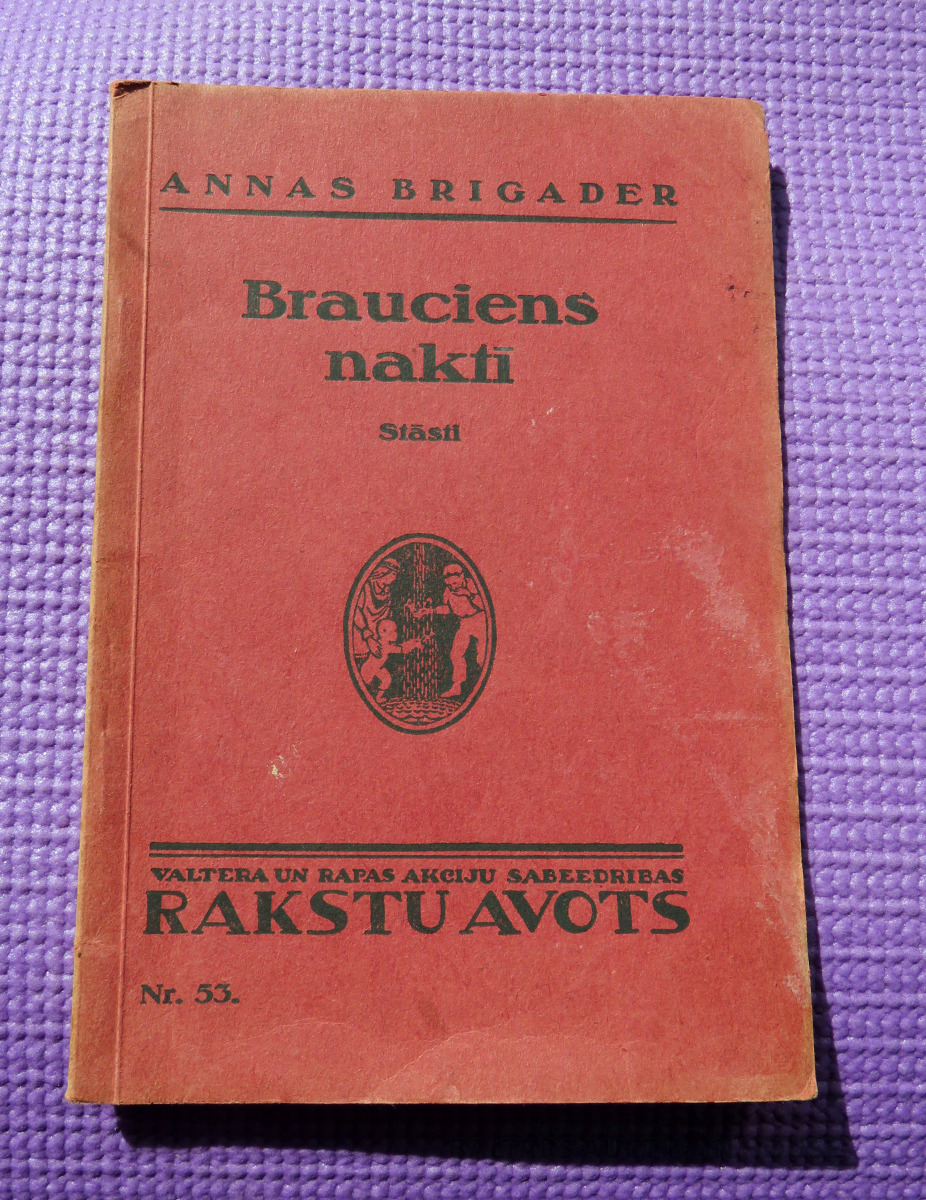 ANNAS BRIGADER
Brauciens
naktī
Stāsti
VALTERA UN RAPAS AKCIJU SABEEDRIBAS
RAKSTU AVOTS
Nr. 53.